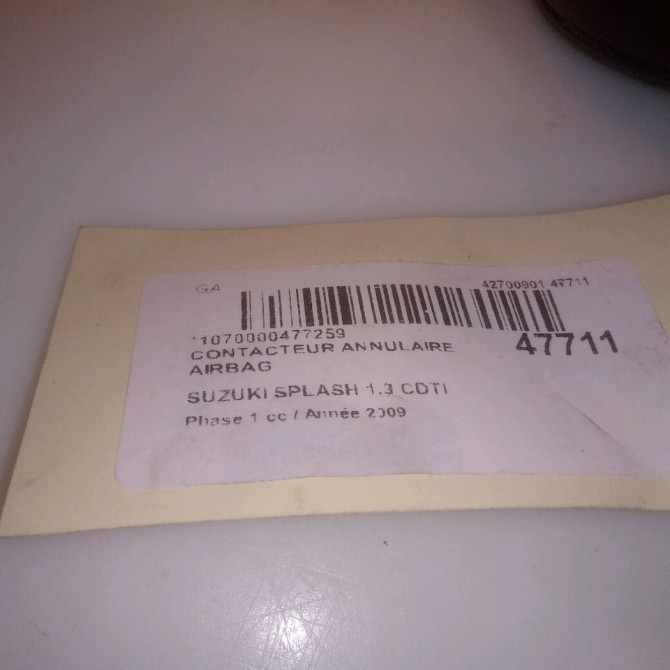 GA
42700901 47711
*1070000477259
47711
CONTACTEUR ANNULAIRE
AIRBAG
SUZUKI SPLASH 1.3 CDTI
Phase 1 cc / Année 2009